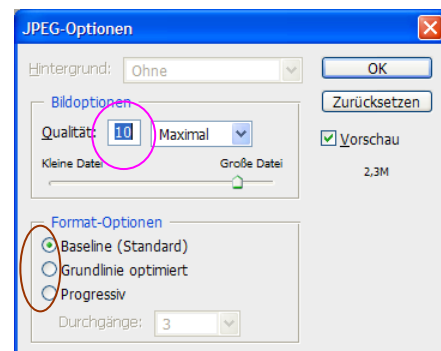 JPEG-Optionen
Hintergrund: Ohne
OK
Bildoptionen
Zurücksetzen
Qualität: 10 Maximal
Vorschau
Kleine Datei Große Datei
2,3M
Format-Optionen
Baseline (Standard)
Grundlinie optimiert
Progressiv
Durchgänge: 3